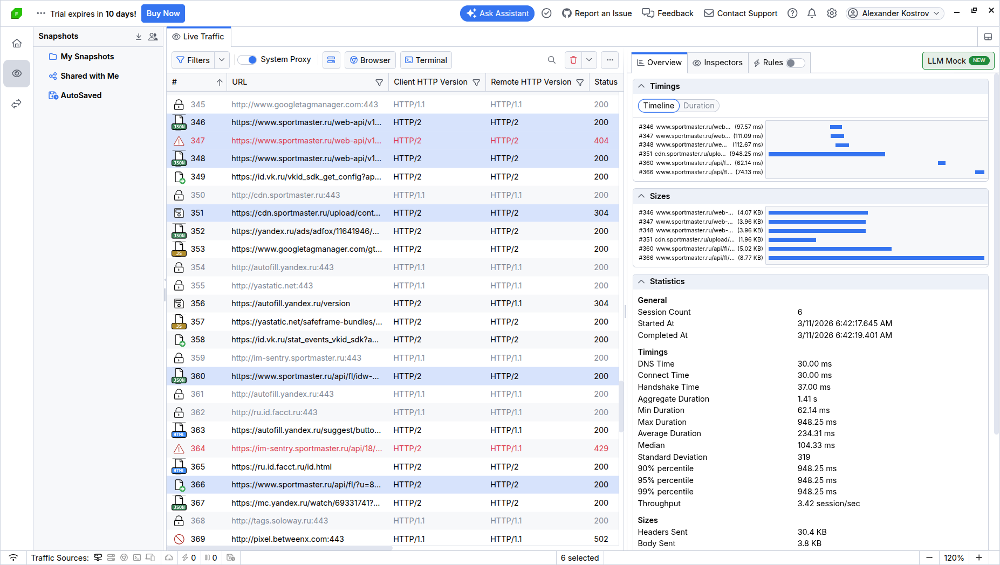 Trial expires in 10 days!
Buy Now
Ask Assistant
Report an Issue
Feedback
Contact Support
Alexander Kostrov
Snapshots
My Snapshots
Shared with Me
AutoSaved
Live Traffic
Filters
System Proxy
Browser
Terminal
# URL Client HTTP Version Remote HTTP Version Status
345 http://www.googletagmanager.com:443 HTTP/1.1 HTTP/1.1 200
JSON 346 https://www.sportmaster.ru/web-api/v1... HTTP/2 HTTP/2 200
347 https://www.sportmaster.ru/web-api/v1... HTTP/2 HTTP/2 404
JSON 348 https://www.sportmaster.ru/web-api/v1... HTTP/2 HTTP/2 200
349 https://id.vk.ru/vkid_sdk_get_config?ap... HTTP/2 HTTP/2 200
350 http://cdn.sportmaster.ru:443 HTTP/1.1 HTTP/1.1 200
351 https://cdn.sportmaster.ru/upload/cont... HTTP/2 HTTP/2 304
JSON 352 https://yandex.ru/ads/adfox/11641946/... HTTP/2 HTTP/2 200
JS 353 https://www.googletagmanager.com/gt... HTTP/2 HTTP/2 200
354 http://autofill.yandex.ru:443 HTTP/1.1 HTTP/1.1 200
355 http://yastatic.net:443 HTTP/1.1 HTTP/1.1 200
356 https://autofill.yandex.ru/version HTTP/2 HTTP/1.1 304
JS 357 https://yastatic.net/safeframe-bundles/... HTTP/2 HTTP/2 200
358 https://id.vk.ru/stat_events_vkid_sdk?a... HTTP/2 HTTP/2 200
359 http://im-sentry.sportmaster.ru:443 HTTP/1.1 HTTP/1.1 200
JSON 360 https://www.sportmaster.ru/api/fl/idw-... HTTP/2 HTTP/2 200
361 http://autofill.yandex.ru:443 HTTP/1.1 HTTP/1.1 200
362 http://ru.id.facct.ru:443 HTTP/1.1 HTTP/1.1 200
HTML 363 https://autofill.yandex.ru/suggest/butto... HTTP/2 HTTP/1.1 200
364 https://im-sentry.sportmaster.ru/api/18/... HTTP/2 HTTP/1.1 429
HTML 365 https://ru.id.facct.ru/id.html HTTP/2 HTTP/2 200
366 https://www.sportmaster.ru/api/fl/?u=8... HTTP/2 HTTP/2 200
JSON 367 https://mc.yandex.ru/watch/69331741?... HTTP/2 HTTP/2 200
368 http://tags.soloway.ru:443 HTTP/1.1 HTTP/1.1 200
369 http://pixel.betweenx.com:443 HTTP/1.1 HTTP/1.1 502
Overview
Inspectors
Rules
LLM Mock NEW
Timings
Timeline Duration
#346 www.sportmaster.ru/web... (97.57 ms)
#347 www.sportmaster.ru/web... (111.09 ms)
#348 www.sportmaster.ru/we... (112.67 ms)
#351 cdn.sportmaster.ru/uplo... (948.25 ms)
#360 www.sportmaster.ru/api/f... (62.14 ms)
#366 www.sportmaster.ru/api/fl... (74.13 ms)
Sizes
#346 www.sportmaster.ru/web-... (4.07 KB)
#347 www.sportmaster.ru/web-... (3.96 KB)
#348 www.sportmaster.ru/web-... (3.96 KB)
#351 cdn.sportmaster.ru/upload/... (1.96 KB)
#360 www.sportmaster.ru/api/fl/... (5.02 KB)
#366 www.sportmaster.ru/api/fl/... (8.77 KB)
Statistics
General
Session Count 6
Started At 3/11/2026 6:42:17.645 AM
Completed At 3/11/2026 6:42:19.401 AM
Timings
DNS Time 30.00 ms
Connect Time 30.00 ms
Handshake Time 37.00 ms
Aggregate Duration 1.41 s
Min Duration 62.14 ms
Max Duration 948.25 ms
Average Duration 234.31 ms
Median 104.33 ms
Standard Deviation 319
90% percentile 948.25 ms
95% percentile 948.25 ms
99% percentile 948.25 ms
Throughput 3.42 session/sec
Sizes
Headers Sent 30.4 KB
Body Sent 3.8 KB
Traffic Sources:
0
0
6 selected
120%